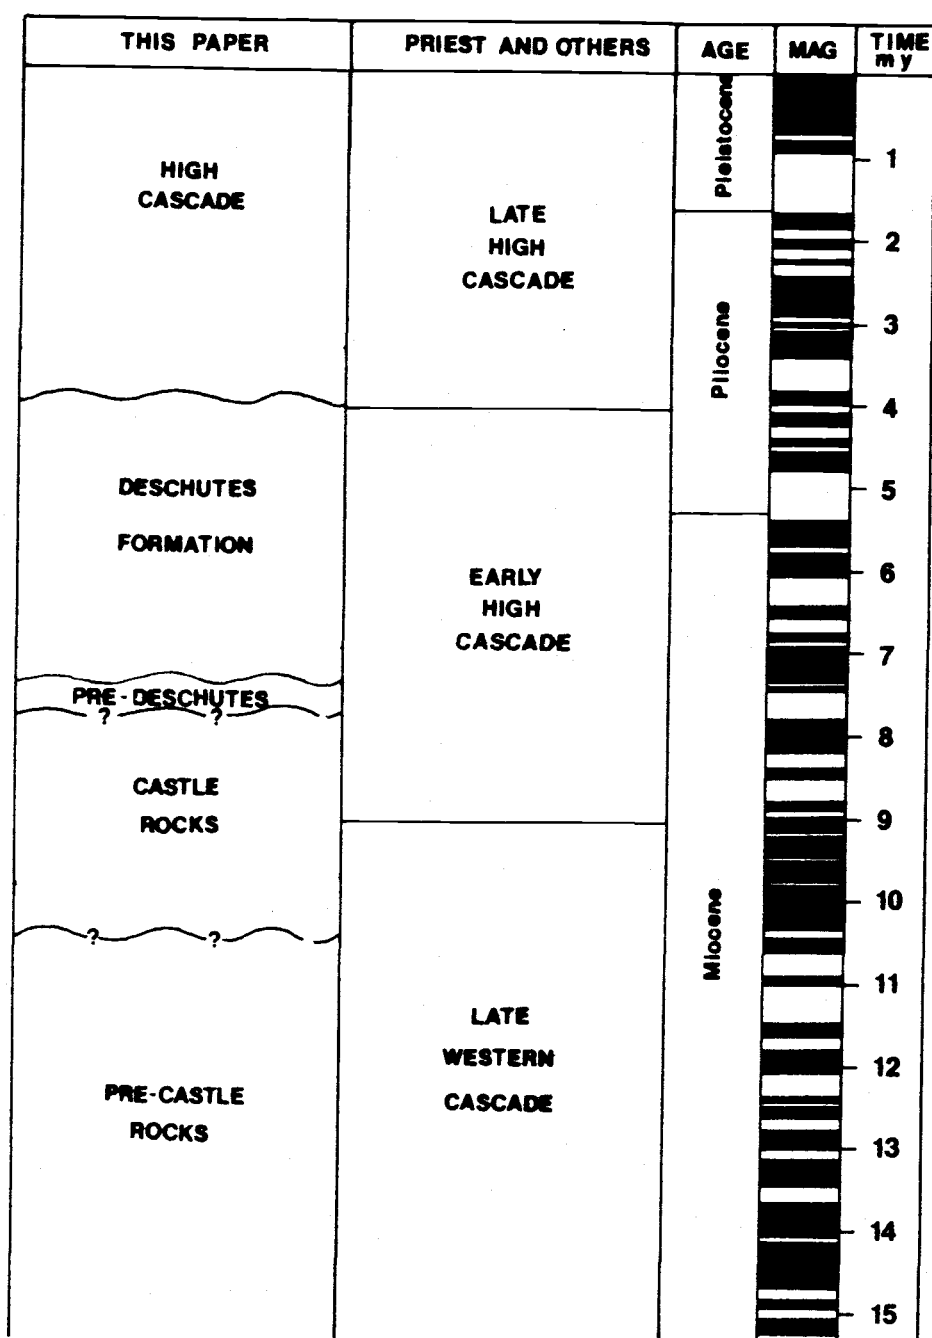 THIS PAPER
PRIEST AND OTHERS
AGE
MAG
TIME
my
HIGH
CASCADE
DESCHUTES
FORMATION
PRE-DESCHUTES
? ?
CASTLE
ROCKS
? ?
PRE-CASTLE
ROCKS
LATE
HIGH
CASCADE
EARLY
HIGH
CASCADE
LATE
WESTERN
CASCADE
Pleistocene
Pliocene
Miocene
1
2
3
4
5
6
7
8
9
10
11
12
13
14
15